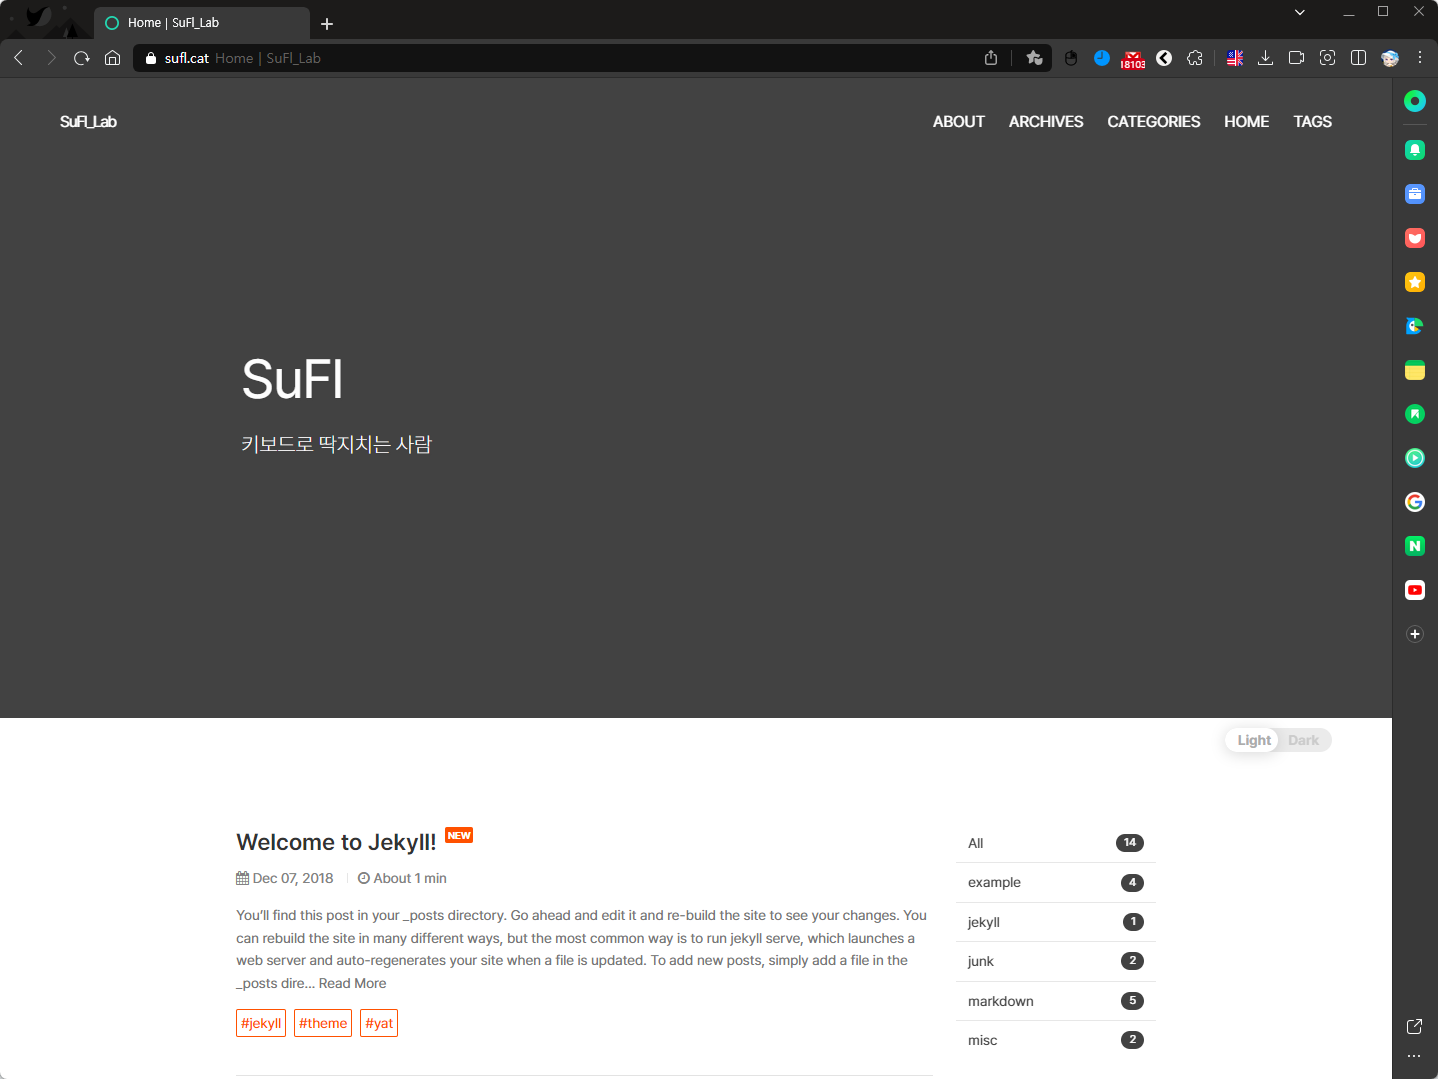 Home | SuFl_Lab
sufl.cat Home | SuFl_Lab
18103
SuFl_Lab
ABOUT ARCHIVES CATEGORIES HOME TAGS
SuFl
키보드로 딱지치는 사람
Light Dark
Welcome to Jekyll! NEW
Dec 07, 2018 About 1 min
You’ll find this post in your _posts directory. Go ahead and edit it and re-build the site to see your changes. You
can rebuild the site in many different ways, but the most common way is to run jekyll serve, which launches a
web server and auto-regenerates your site when a file is updated. To add new posts, simply add a file in the
_posts dire... Read More
#jekyll #theme #yat
All 14
example 4
jekyll 1
junk 2
markdown 5
misc 2